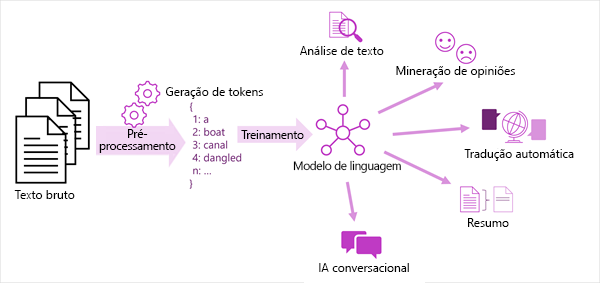 Análise de texto
Mineração de opiniões
Geração de tokens
{
1: a
2: boat
3: canal
4: dangled
n: ...
}
Pré-
processamento
Treinamento
Modelo de linguagem
Tradução automática
Texto bruto
Resumo
IA conversacional